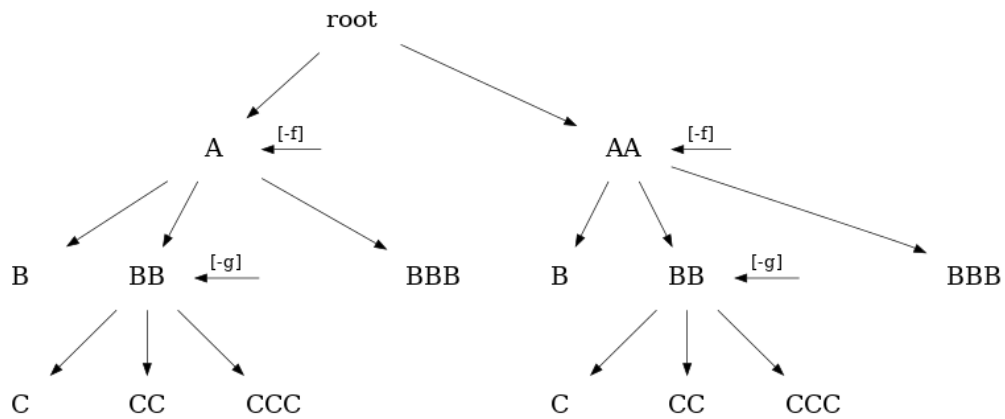 root
[-f] [-f]
A AA
[-g] [-g]
B BB BBB B BB BBB
C CC CCC C CC CCC